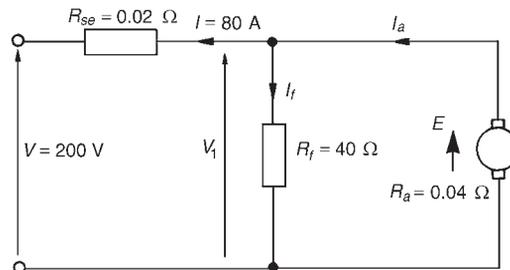 R_se = 0.02 Ω
I = 80 A
I_a
I_f
E
V = 200 V
V_1
R_f = 40 Ω
R_a = 0.04 Ω